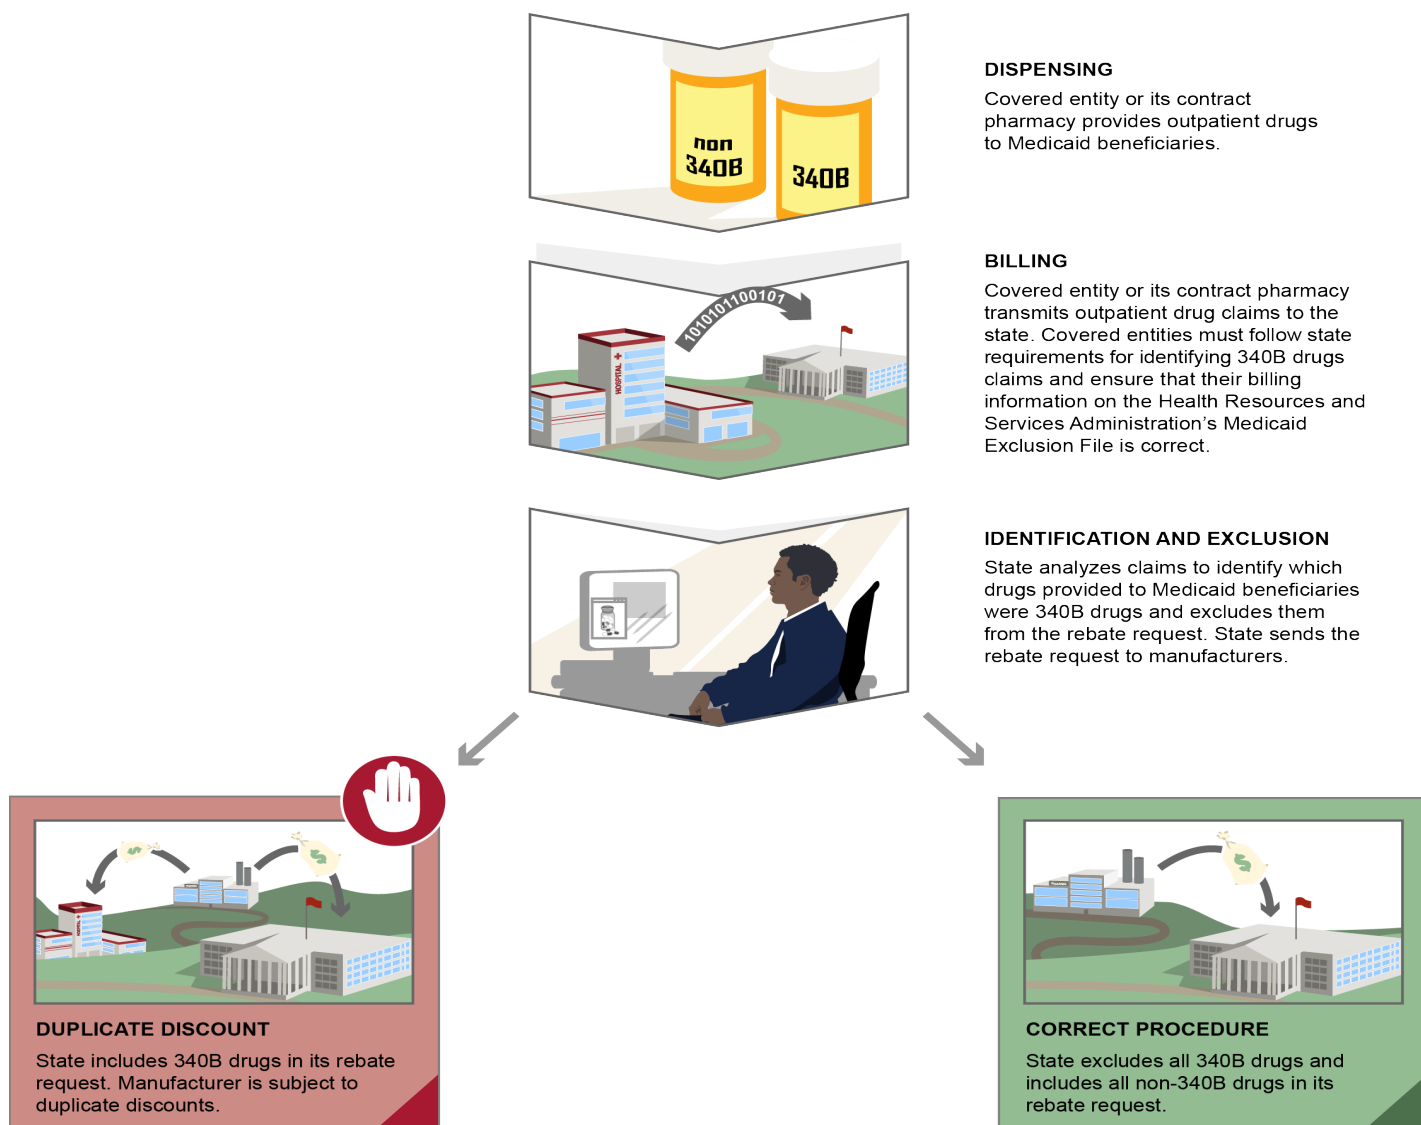 DISPENSING
Covered entity or its contract
pharmacy provides outpatient drugs
to Medicaid beneficiaries.
non
340B
340B
BILLING
Covered entity or its contract pharmacy
transmits outpatient drug claims to the
state. Covered entities must follow state
requirements for identifying 340B drugs
claims and ensure that their billing
information on the Health Resources and
Services Administration’s Medicaid
Exclusion File is correct.
1010101100101
HOSPITAL
IDENTIFICATION AND EXCLUSION
State analyzes claims to identify which
drugs provided to Medicaid beneficiaries
were 340B drugs and excludes them
from the rebate request. State sends the
rebate request to manufacturers.
HOSPITAL
DUPLICATE DISCOUNT
State includes 340B drugs in its rebate
request. Manufacturer is subject to
duplicate discounts.
CORRECT PROCEDURE
State excludes all 340B drugs and
includes all non-340B drugs in its
rebate request.